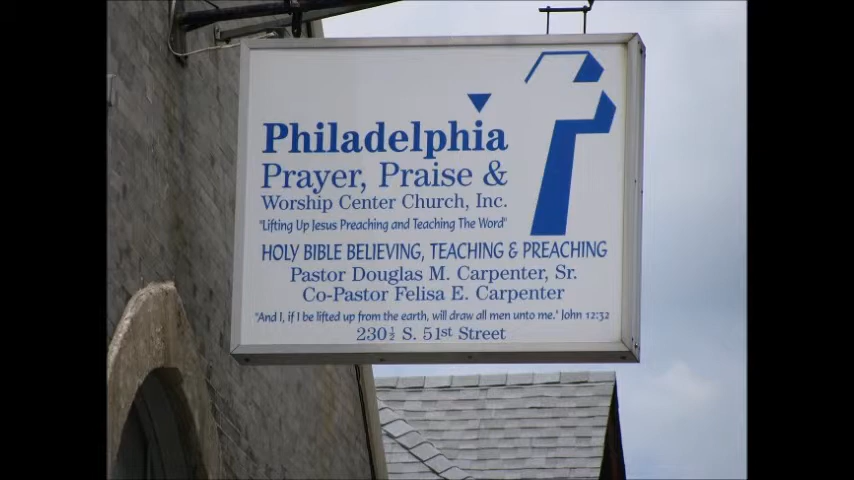 Philadelphia
Prayer, Praise &
Worship Center Church, Inc.
"Lifting Up Jesus Preaching and Teaching The Word"
HOLY BIBLE BELIEVING, TEACHING & PREACHING
Pastor Douglas M. Carpenter, Sr.
Co-Pastor Felisa E. Carpenter
"And I, if I be lifted up from the earth, will draw all men unto me." John 12:32
230½ S. 51st Street